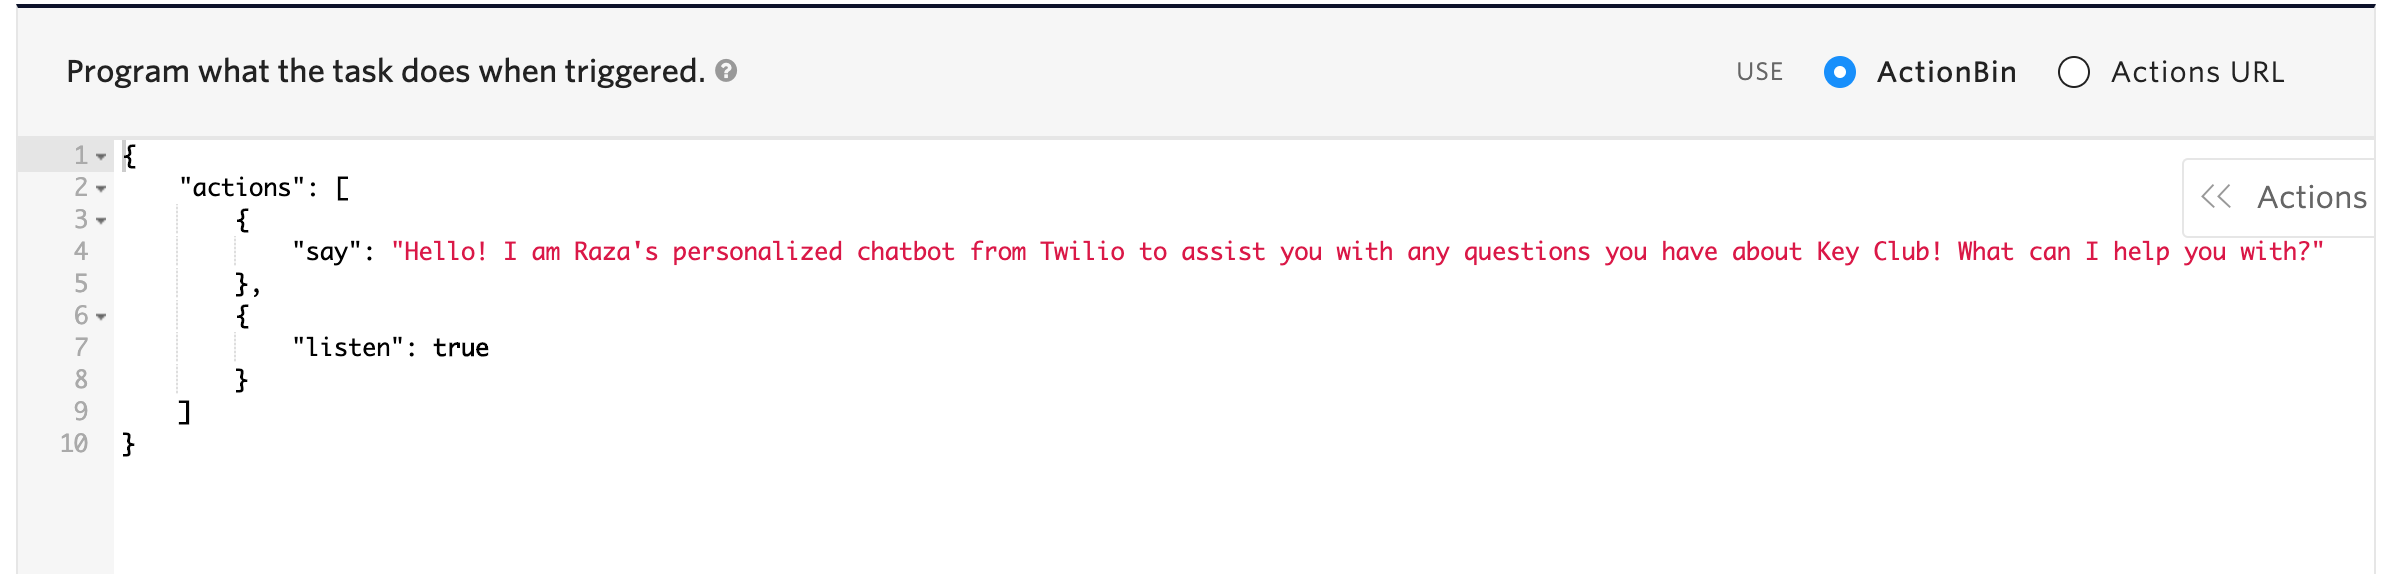 Program what the task does when triggered. ?
USE ActionBin Actions URL
1 {
2 "actions": [
<< Actions
3 {
4 "say": "Hello! I am Raza's personalized chatbot from Twilio to assist you with any questions you have about Key Club! What can I help you with?"
5 },
6 {
7 "listen": true
8 }
9 ]
10 }